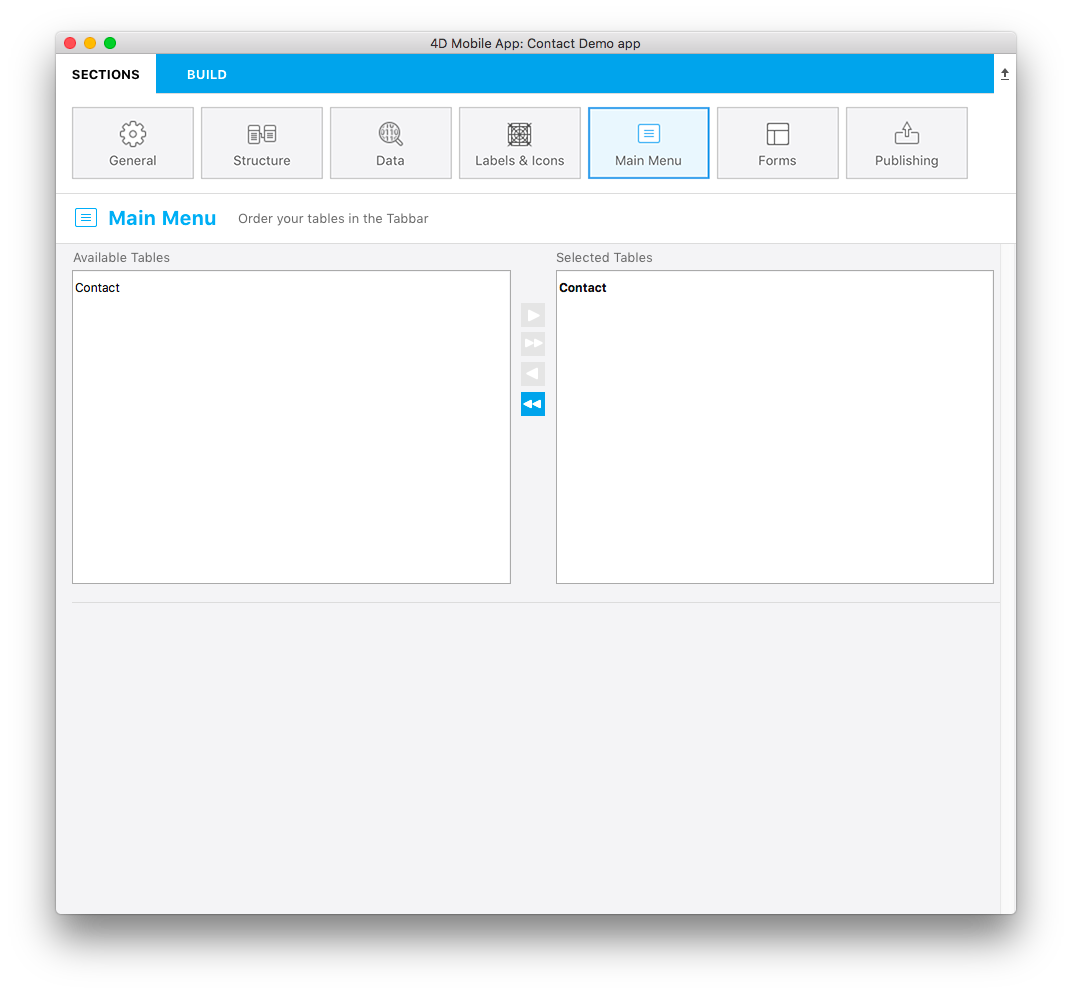 4D Mobile App: Contact Demo app
SECTIONS
BUILD
General
Structure
Data
Labels & Icons
Main Menu
Forms
Publishing
Main Menu
Order your tables in the Tabbar
Available Tables
Selected Tables
Contact
Contact